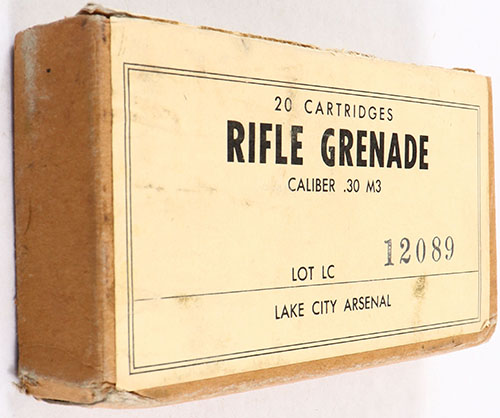 20 CARTRIDGES
RIFLE GRENADE
CALIBER .30 M3
LOT LC 12089
LAKE CITY ARSENAL